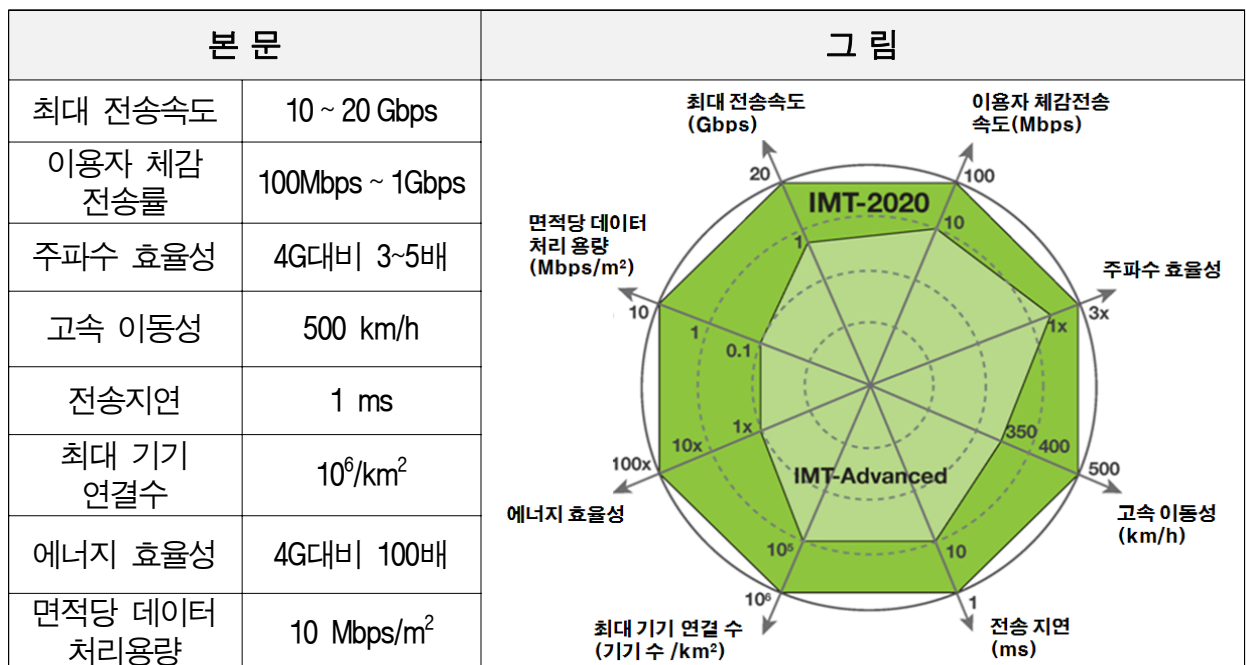 본 문
그 림
최대 전송속도
10 ~ 20 Gbps
이용자 체감
전송률
100Mbps ~ 1Gbps
주파수 효율성
4G대비 3~5배
고속 이동성
500 km/h
전송지연
1 ms
최대 기기
연결수
10⁶/km²
에너지 효율성
4G대비 100배
면적당 데이터
처리용량
10 Mbps/m²
최대 전송속도
(Gbps)
이용자 체감전송
속도(Mbps)
20
100
IMT-2020
10
1
면적당 데이터
처리 용량
(Mbps/m²)
주파수 효율성
10
1
0.1
1x
3x
1x
10x
100x
350
400
500
에너지 효율성
IMT-Advanced
고속 이동성
(km/h)
10⁵
10
10⁶
1
최대 기기 연결 수
(기기 수 /km²)
전송 지연
(ms)